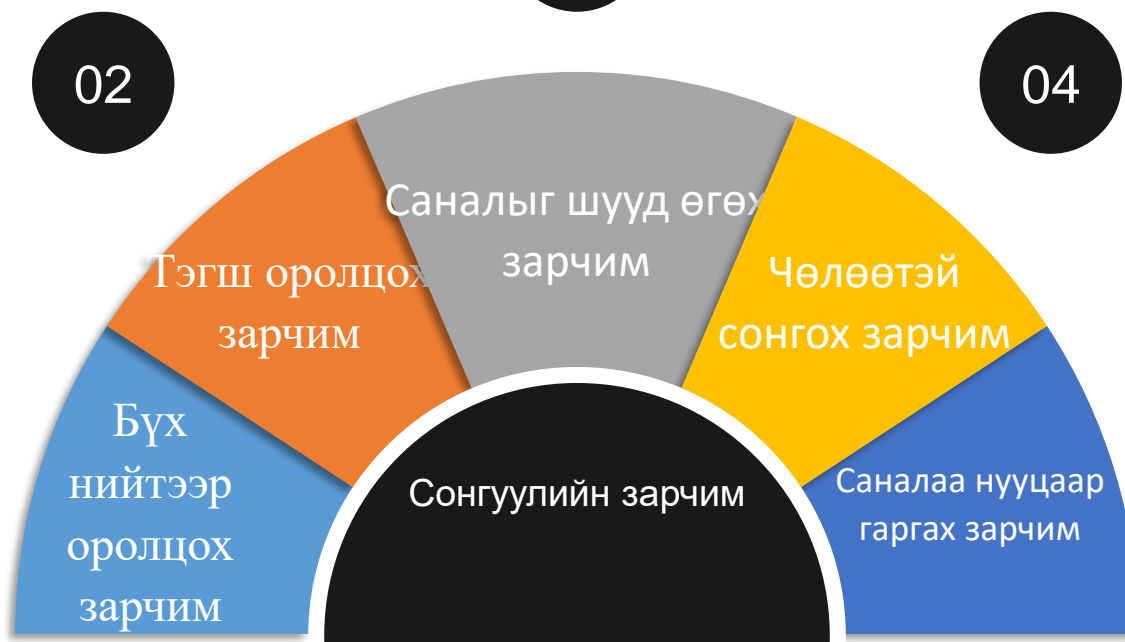 02
04
Саналыг шууд өгөх
зарчим
Тэгш оролцох
зарчим
Чөлөөтэй
сонгох зарчим
Бүх
нийтээр
оролцох
зарчим
Сонгуулийн зарчим
Саналаа нууцаар
гаргах зарчим